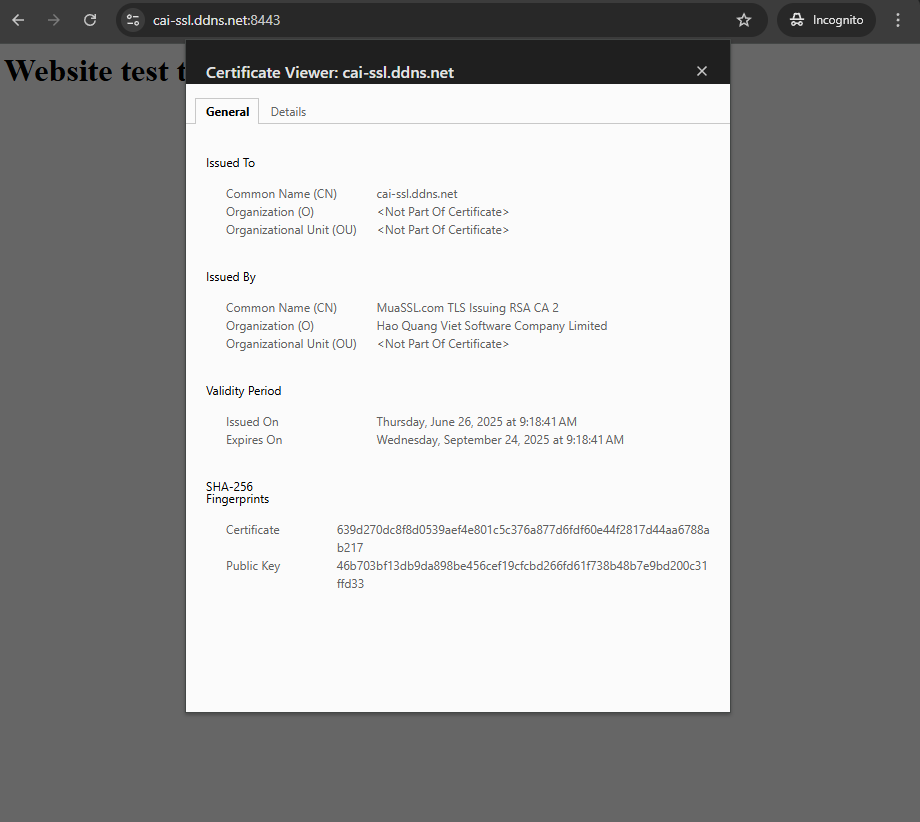 cai-ssl.ddns.net:8443
Incognito
Website test t
Certificate Viewer: cai-ssl.ddns.net
General Details
Issued To
Common Name (CN) cai-ssl.ddns.net
Organization (O) <Not Part Of Certificate>
Organizational Unit (OU) <Not Part Of Certificate>
Issued By
Common Name (CN) MuaSSL.com TLS Issuing RSA CA 2
Organization (O) Hao Quang Viet Software Company Limited
Organizational Unit (OU) <Not Part Of Certificate>
Validity Period
Issued On Thursday, June 26, 2025 at 9:18:41 AM
Expires On Wednesday, September 24, 2025 at 9:18:41 AM
SHA-256
Fingerprints
Certificate 639d270dc8f8d0539aef4e801c5c376a877d6fdf60e44f2817d44aa6788a
b217
Public Key 46b703bf13db9da898be456cef19cfcbd266fd61f738b48b7e9bd200c31
ffd33